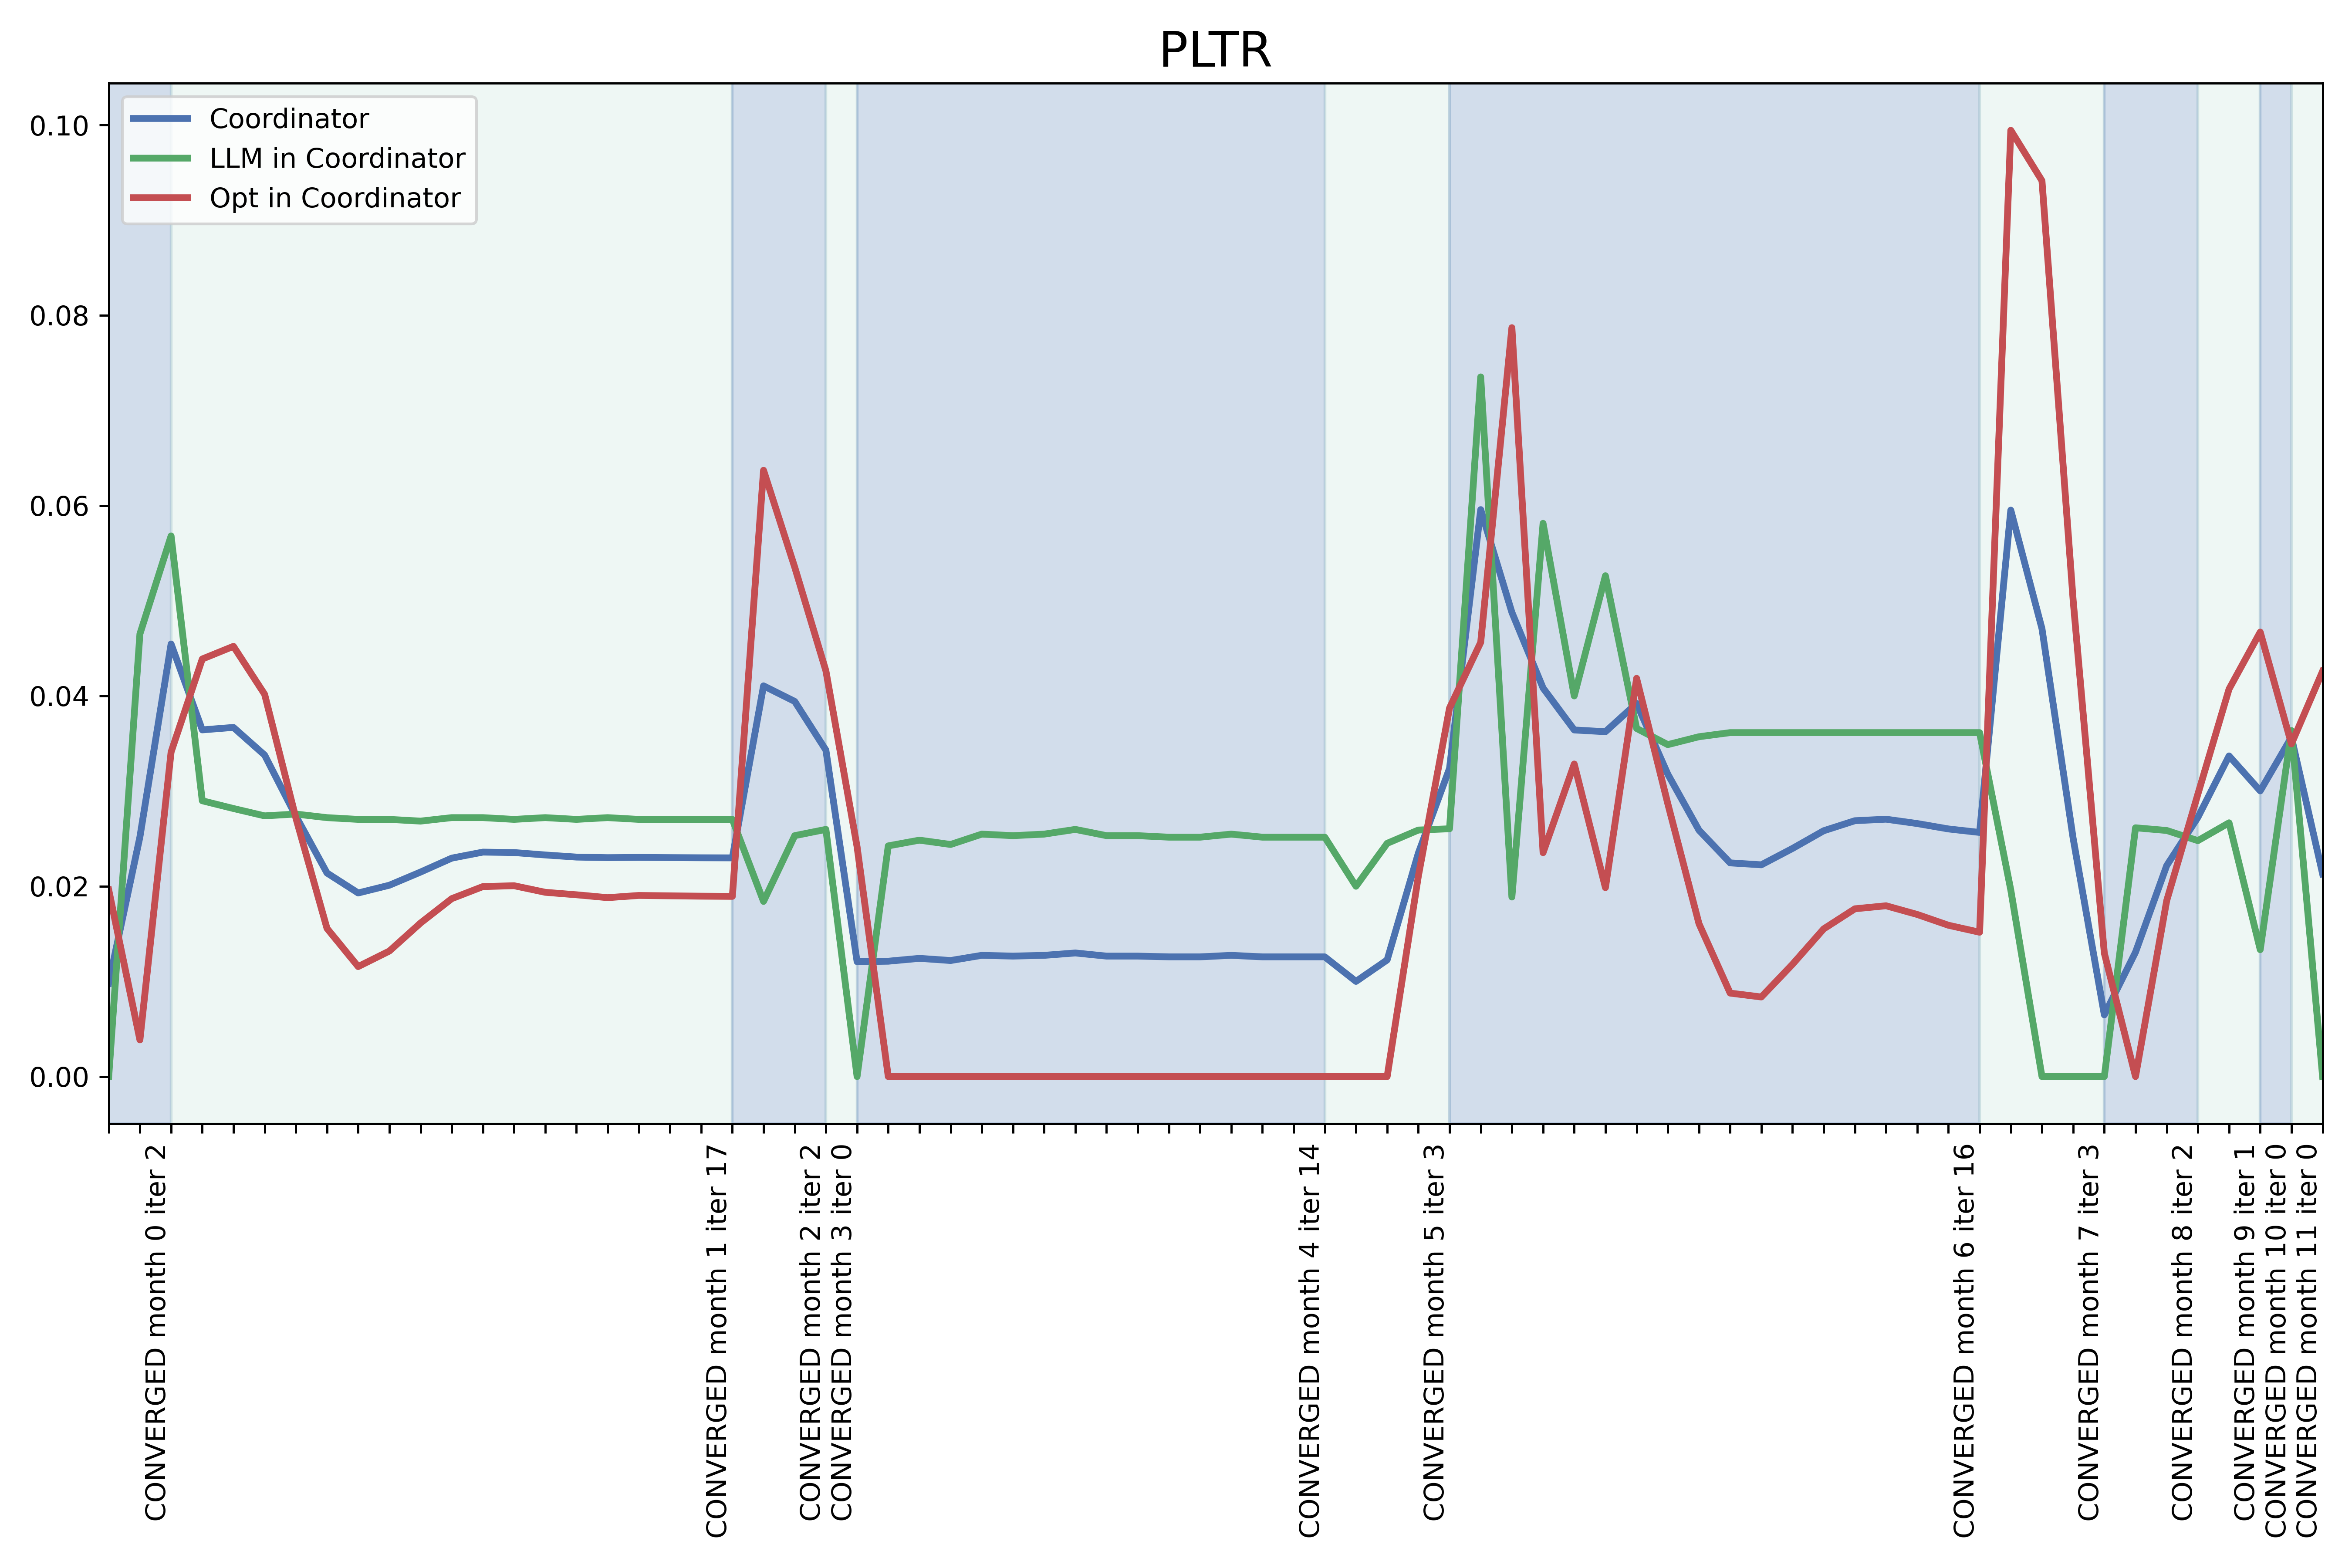 PLTR
Coordinator
LLM in Coordinator
Opt in Coordinator
0.10
0.08
0.06
0.04
0.02
0.00
CONVERGED month 0 iter 2
CONVERGED month 1 iter 17
CONVERGED month 2 iter 2
CONVERGED month 3 iter 0
CONVERGED month 4 iter 14
CONVERGED month 5 iter 3
CONVERGED month 6 iter 16
CONVERGED month 7 iter 3
CONVERGED month 8 iter 2
CONVERGED month 9 iter 1
CONVERGED month 10 iter 0
CONVERGED month 11 iter 0